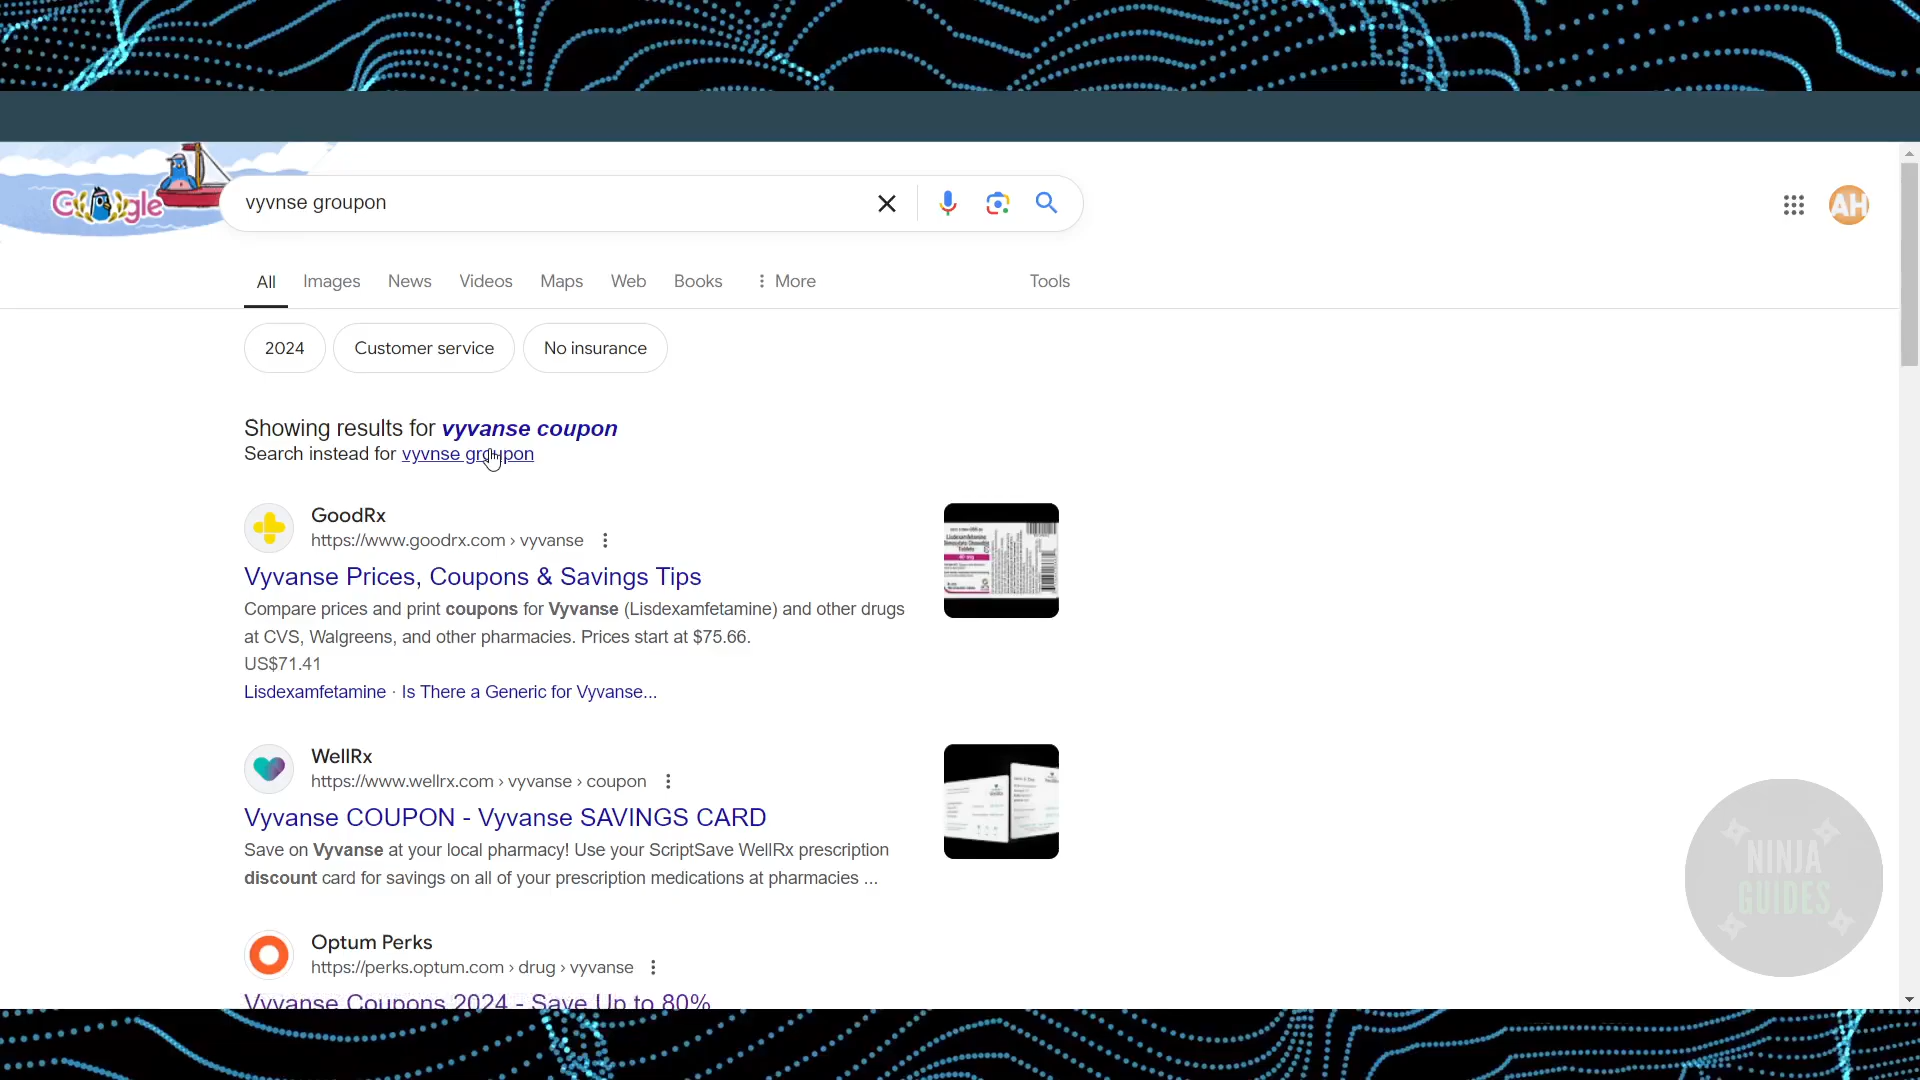 Google
vyvnse groupon
AH
All Images News Videos Maps Web Books More Tools
2024 Customer service No insurance
Showing results for vyvanse coupon
Search instead for vyvnse groupon
GoodRx
https://www.goodrx.com › vyvanse
Vyvanse Prices, Coupons & Savings Tips
Compare prices and print coupons for Vyvanse (Lisdexamfetamine) and other drugs
at CVS, Walgreens, and other pharmacies. Prices start at $75.66.
US$71.41
Lisdexamfetamine · Is There a Generic for Vyvanse...
WellRx
https://www.wellrx.com › vyvanse › coupon
Vyvanse COUPON - Vyvanse SAVINGS CARD
Save on Vyvanse at your local pharmacy! Use your ScriptSave WellRx prescription
discount card for savings on all of your prescription medications at pharmacies ...
NINJA
GUIDES
Optum Perks
https://perks.optum.com › drug › vyvanse
Vyvanse Coupons 2024 - Save Up to 80%